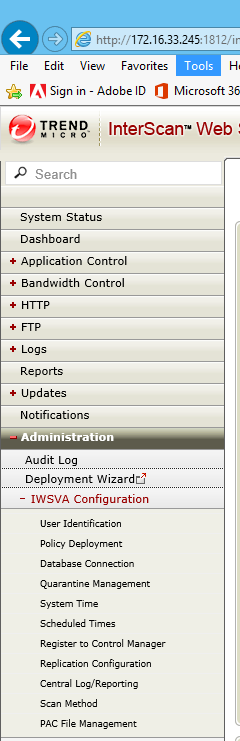 http://172.16.33.245:1812/in
File Edit View Favorites Tools
Sign in - Adobe ID Microsoft 36
TREND MICRO InterScan™ Web
Search
System Status
Dashboard
+ Application Control
+ Bandwidth Control
+ HTTP
+ FTP
+ Logs
Reports
+ Updates
Notifications
- Administration
Audit Log
Deployment Wizard
- IWSVA Configuration
User Identification
Policy Deployment
Database Connection
Quarantine Management
System Time
Scheduled Times
Register to Control Manager
Replication Configuration
Central Log/Reporting
Scan Method
PAC File Management